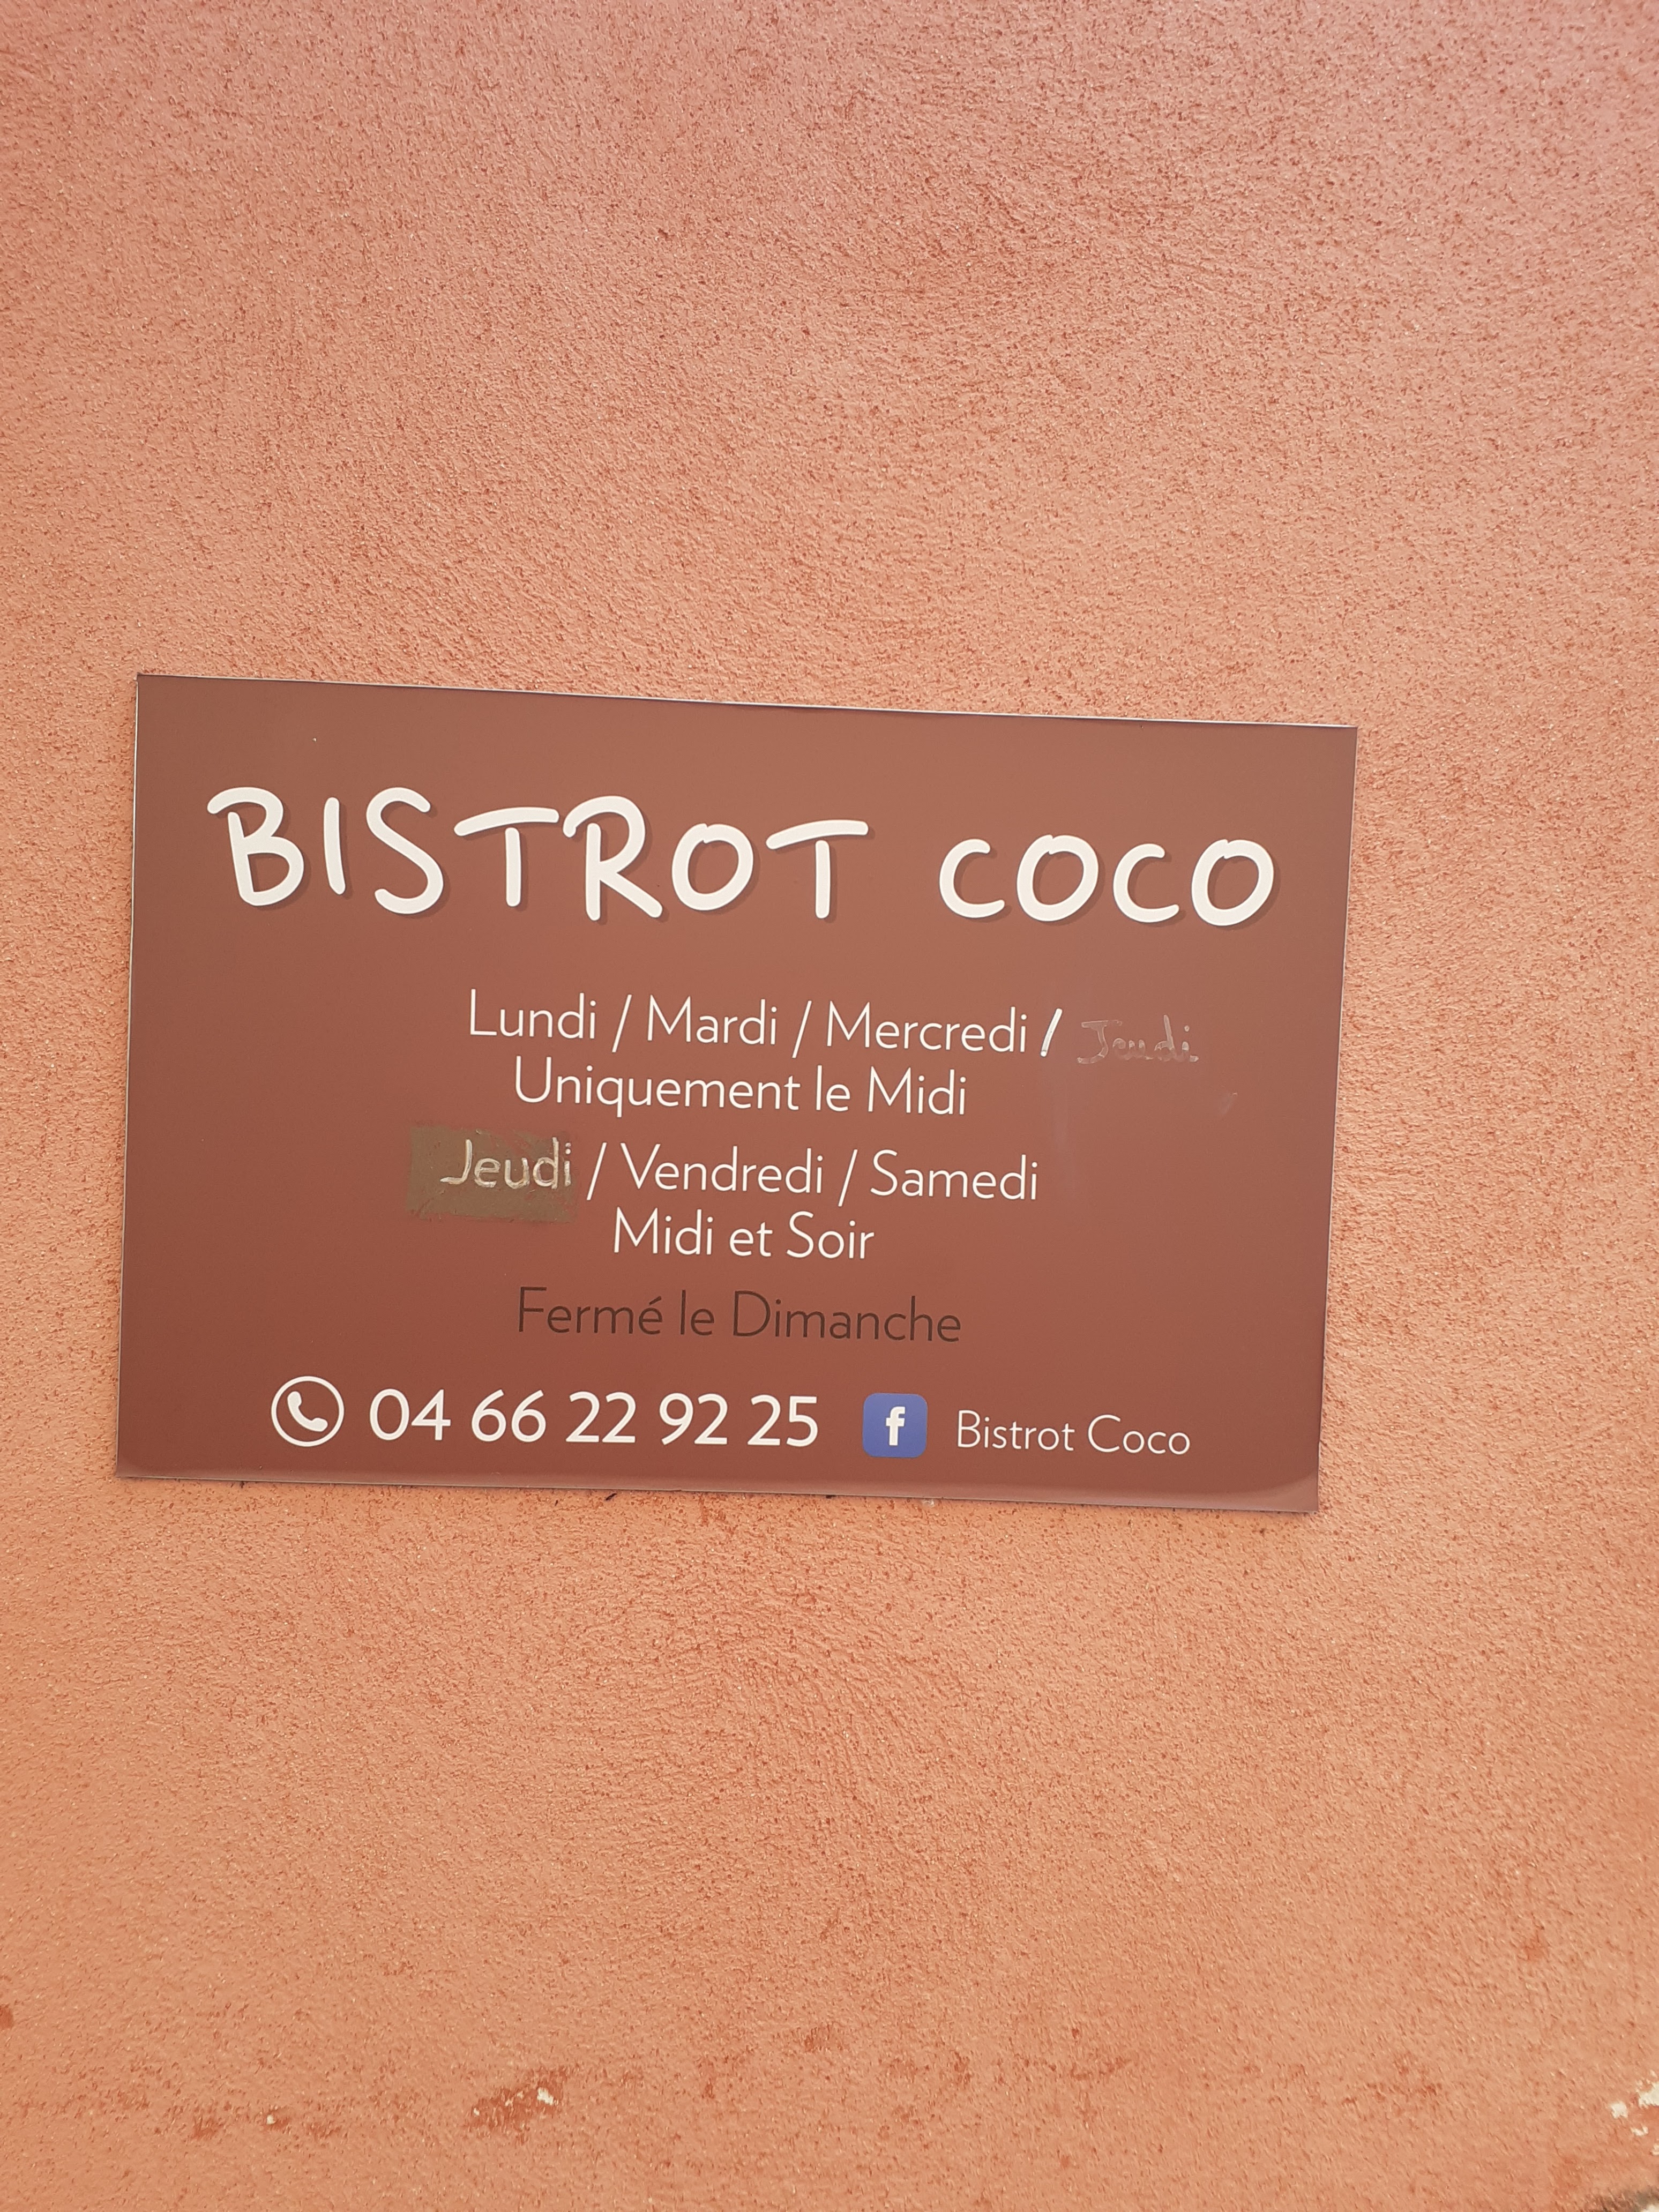 BISTROT COCO
Lundi / Mardi / Mercredi / Jeudi
Uniquement le Midi
Jeudi / Vendredi / Samedi
Midi et Soir
Fermé le Dimanche
04 66 22 92 25 f Bistrot Coco